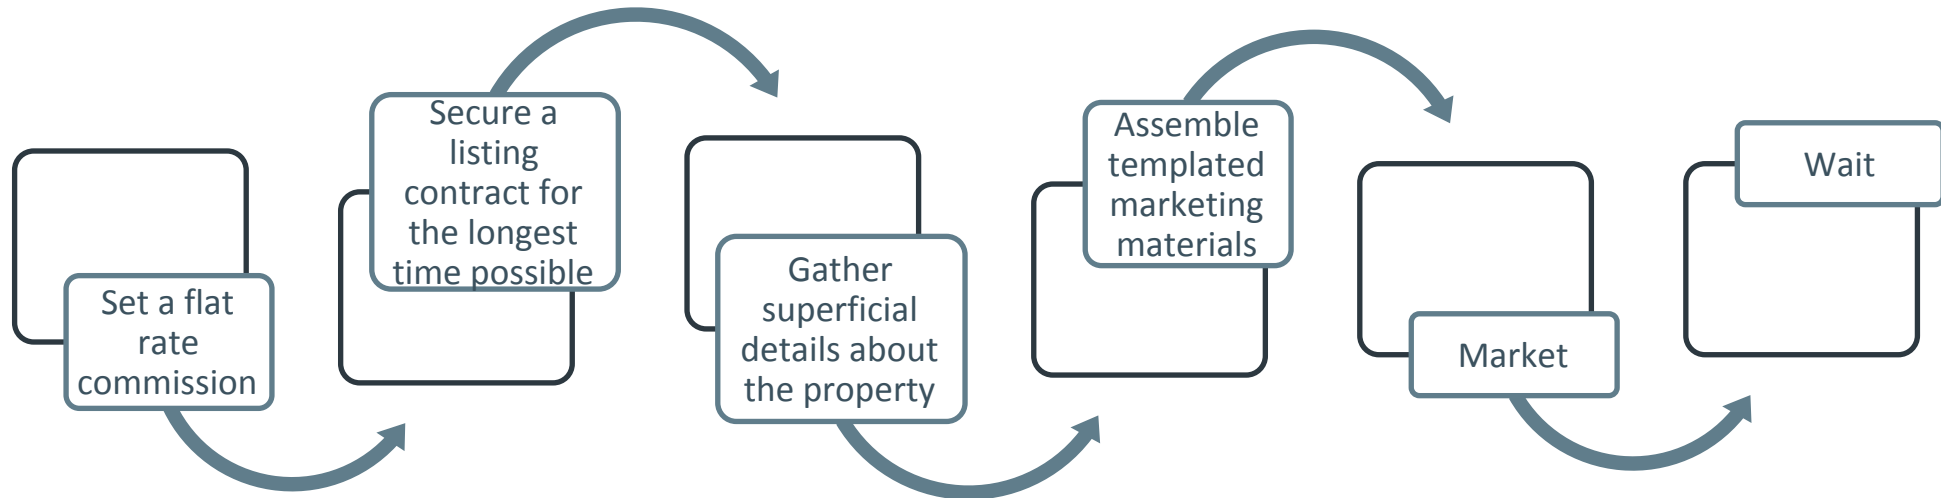 Set a flat
rate
commission
Secure a
listing
contract for
the longest
time possible
Gather
superficial
details about
the property
Assemble
templated
marketing
materials
Market
Wait